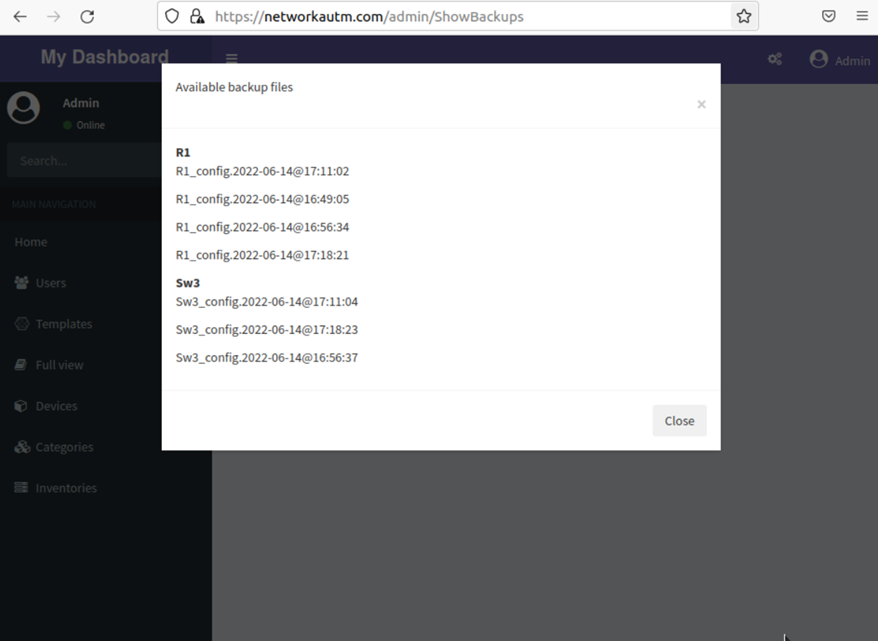 https://networkautm.com/admin/ShowBackups
My Dashboard
Admin
Admin
Online
Search...
MAIN NAVIGATION
Home
Users
Templates
Full view
Devices
Categories
Inventories
Available backup files
×
R1
R1_config.2022-06-14@17:11:02
R1_config.2022-06-14@16:49:05
R1_config.2022-06-14@16:56:34
R1_config.2022-06-14@17:18:21
Sw3
Sw3_config.2022-06-14@17:11:04
Sw3_config.2022-06-14@17:18:23
Sw3_config.2022-06-14@16:56:37
Close